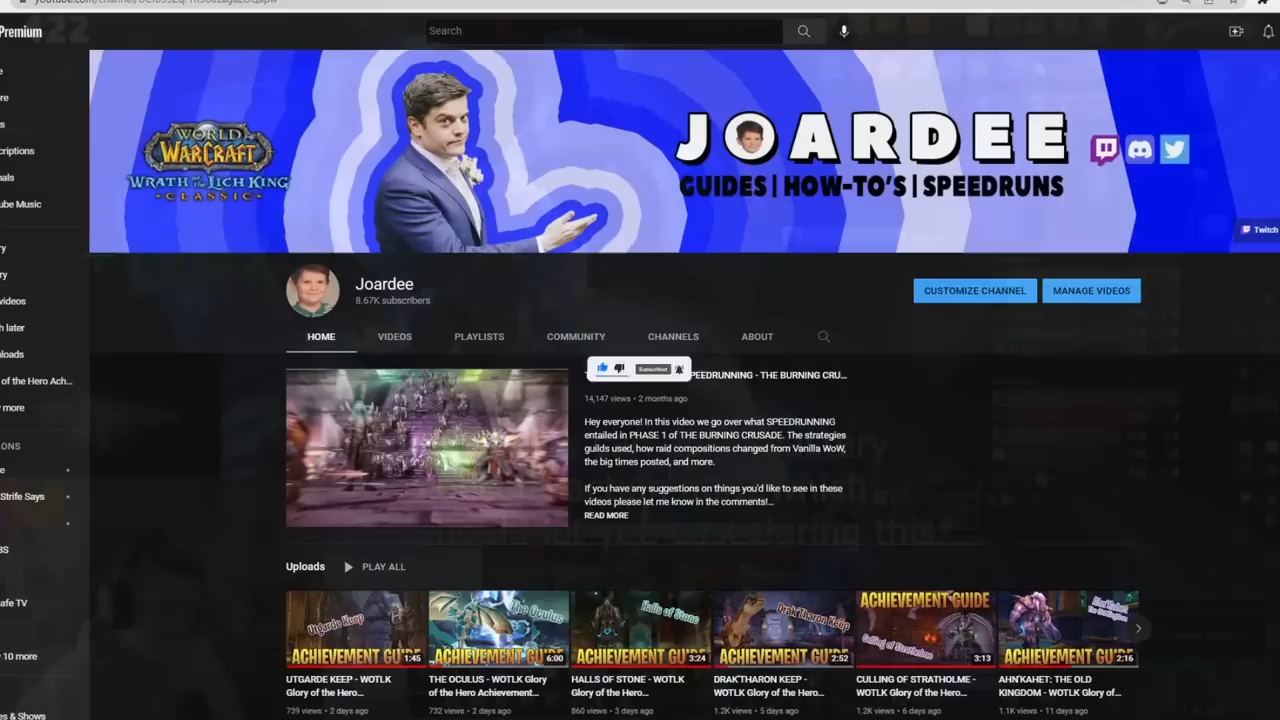 Premium
Search
ube Music
WORLD
WARCRAFT
WRATH OF THE LICH KING
CLASSIC
JOARDEE
GUIDES | HOW-TO'S | SPEEDRUNS
Twitch
Joardee
8.67K subscribers
CUSTOMIZE CHANNEL
MANAGE VIDEOS
HOME
VIDEOS
PLAYLISTS
COMMUNITY
CHANNELS
ABOUT
criptions
videos
h later
loads
of the Hero Ach...
more
ONS
Strife Says
BS
afe TV
10 more
s & Shows
Subscribed
PEEDRUNNING - THE BURNING CRU...
14,147 views • 2 months ago
Hey everyone! In this video we go over what SPEEDRUNNING
entailed in PHASE 1 of THE BURNING CRUSADE. The strategies
guilds used, how raid compositions changed from Vanilla WoW,
the big times posted, and more.
If you have any suggestions on things you'd like to see in these
videos please let me know in the comments!...
READ MORE
Uploads
PLAY ALL
Utgarde Keep
ACHIEVEMENT GUIDE
1:45
UTGARDE KEEP - WOTLK
Glory of the Hero...
739 views • 2 days ago
The Oculus
ACHIEVEMENT GUIDE
6:00
THE OCULUS - WOTLK Glory
of the Hero Achievement...
732 views • 2 days ago
Halls of Stone
ACHIEVEMENT GUIDE
3:24
HALLS OF STONE - WOTLK
Glory of the Hero...
860 views • 3 days ago
Drak'Tharon Keep
ACHIEVEMENT GUIDE
2:52
DRAK'THARON KEEP -
WOTLK Glory of the Hero...
1.2K views • 5 days ago
ACHIEVEMENT GUIDE
Culling of Stratholme
3:13
CULLING OF STRATHOLME -
WOTLK Glory of the Hero...
1.2K views • 6 days ago
ACHIEVEMENT GUIDE
2:16
AHN'KAHET: THE OLD
KINGDOM - WOTLK Glory of...
1.1K views • 11 days ago